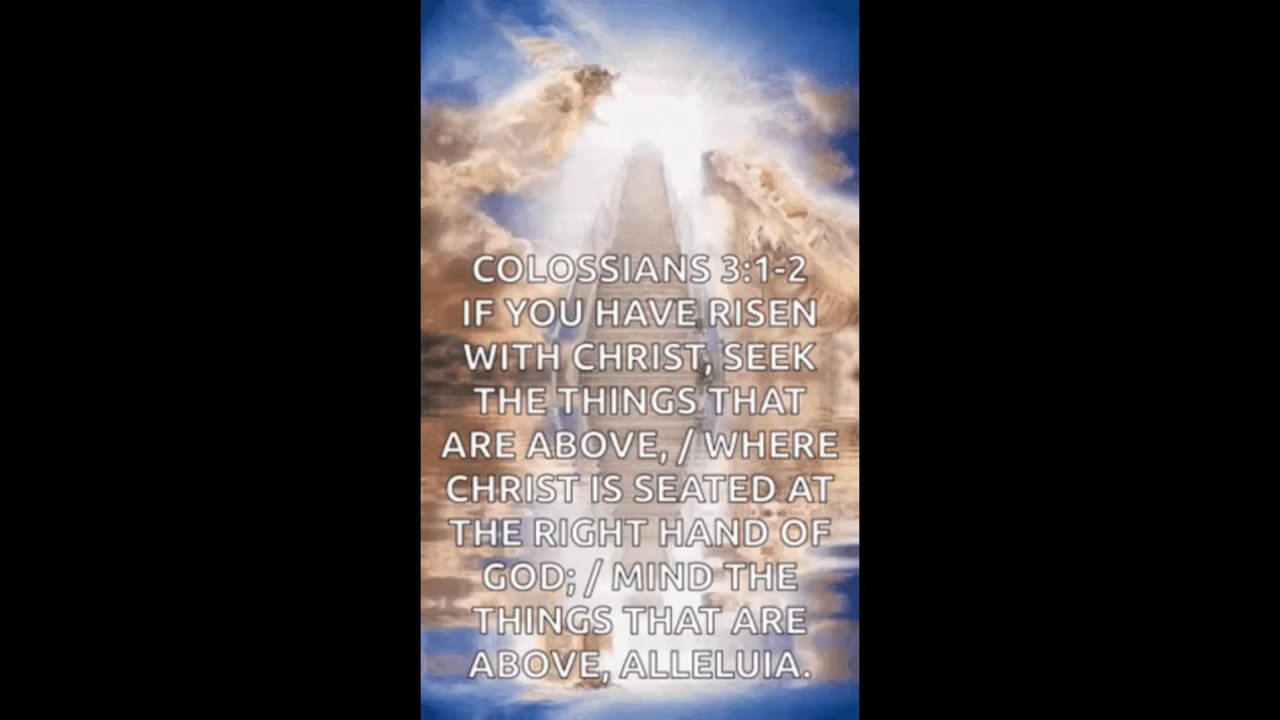 COLOSSIANS 3:1-2
IF YOU HAVE RISEN
WITH CHRIST, SEEK
THE THINGS THAT
ARE ABOVE, / WHERE
CHRIST IS SEATED AT
THE RIGHT HAND OF
GOD; / MIND THE
THINGS THAT ARE
ABOVE, ALLELUIA.